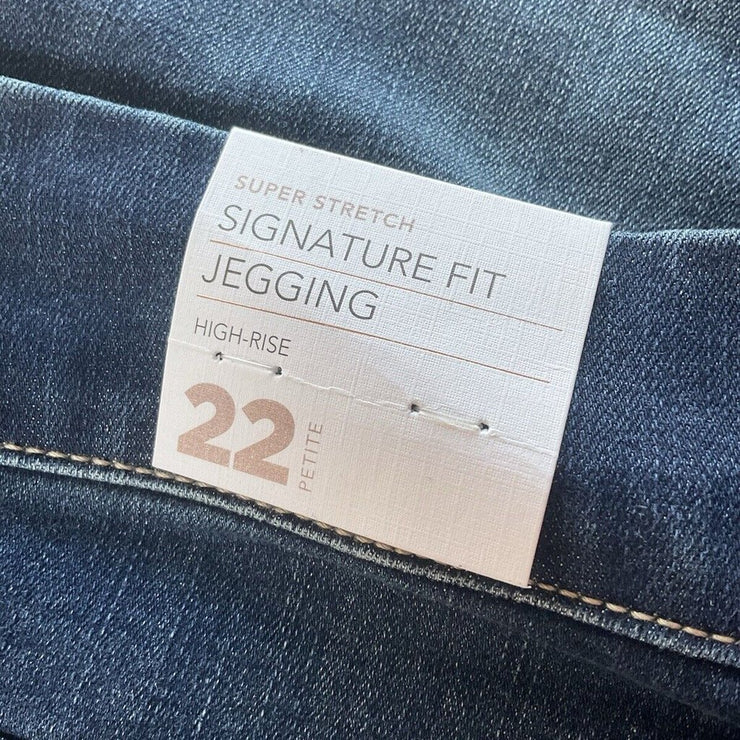 SUPER STRETCH
SIGNATURE FIT
JEGGING
HIGH-RISE
22
PETITE